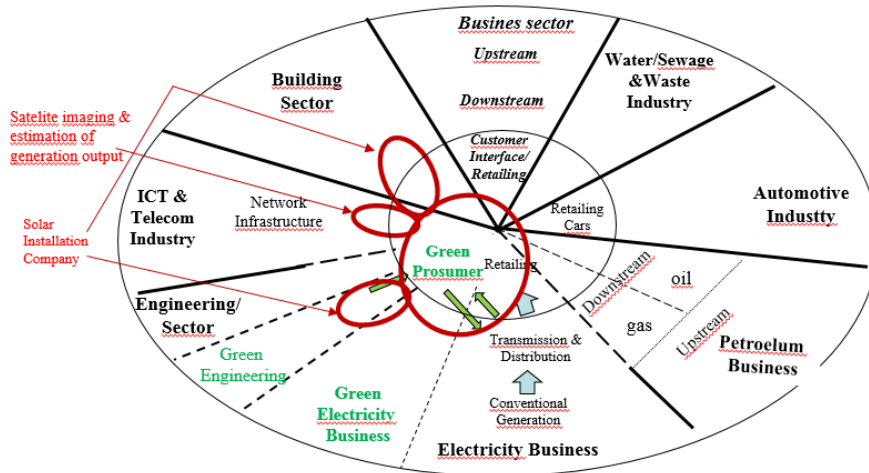 Busines sector
Upstream
Downstream
Customer
Interface/
Retailing
Building
Sector
Water/Sewage
&Waste
Industry
Satelite imaging &
estimation of
generation output
ICT &
Telecom
Industry
Network
Infrastructure
Solar
Installation
Company
Automotive
Industty
Retailing
Cars
Green
Prosumer
Retailing
Engineering/
Sector
Green
Engineering
Green
Electricity
Business
Transmission &
Distribution
Conventional
Generation
Electricity Business
Downstream
oil
gas
Upstream
Petroelum
Business